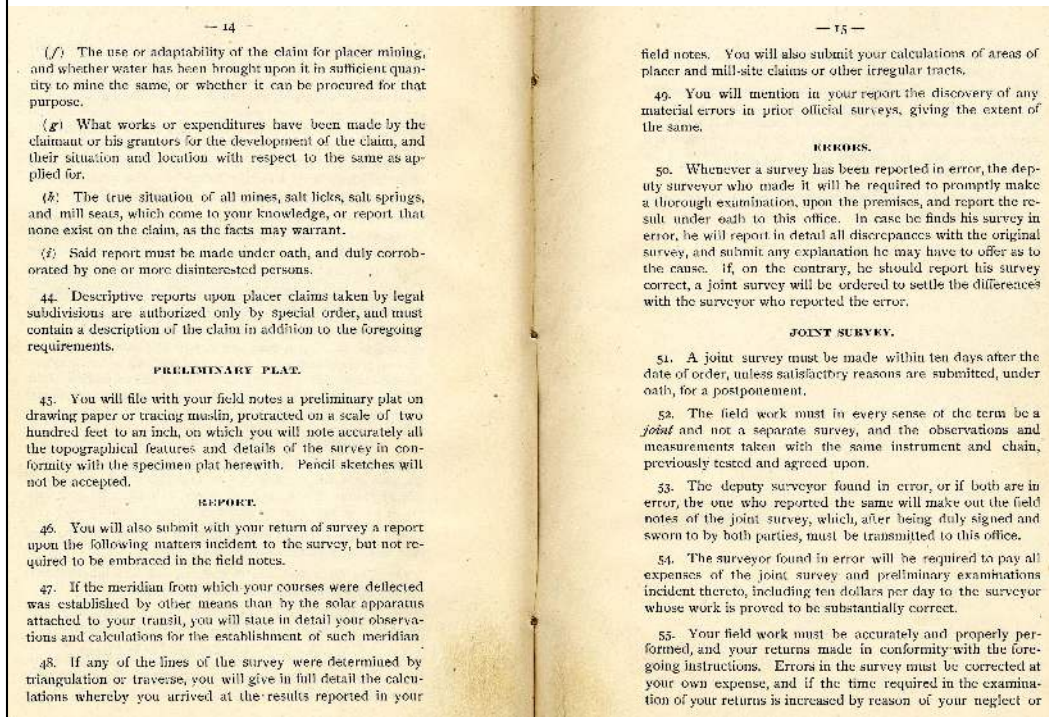 — 14 —
(f) The use or adaptability of the claim for placer mining,
and whether water has been brought upon it in sufficient quan-
tity to mine the same, or whether it can be procured for that
purpose.
(g) What works or expenditures have been made by the
claimant or his grantors for the development of the claim, and
their situation and location with respect to the same as ap-
plied for.
(h) The true situation of all mines, salt licks, salt springs,
and mill seats, which come to your knowledge, or report that
none exist on the claim, as the facts may warrant.
(i) Said report must be made under oath, and duly corrob-
orated by one or more disinterested persons.
44. Descriptive reports upon placer claims taken by legal
subdivisions are authorized only by special order, and must
contain a description of the claim in addition to the foregoing
requirements.
PRELIMINARY PLAT.
45. You will file with your field notes a preliminary plat on
drawing paper or tracing muslin, protracted on a scale of two
hundred feet to an inch, on which you will note accurately all
the topographical features and details of the survey in con-
formity with the specimen plat herewith. Pencil sketches will
not be accepted.
REPORT.
46. You will also submit with your return of survey a report
upon the following matters incident to the survey, but not re-
quired to be embraced in the field notes.
47. If the meridian from which your courses were deflected
was established by other means than by the solar apparatus
attached to your transit, you will state in detail your observa-
tions and calculations for the establishment of such meridian
48. If any of the lines of the survey were determined by
triangulation or traverse, you will give in full detail the calcu-
lations whereby you arrived at the results reported in your
— 15 —
field notes. You will also submit your calculations of areas of
placer and mill-site claims or other irregular tracts.
49. You will mention in your report the discovery of any
material errors in prior official surveys, giving the extent of
the same.
ERRORS.
50. Whenever a survey has been reported in error, the dep-
uty surveyor who made it will be required to promptly make
a thorough examination, upon the premises, and report the re-
sult under oath to this office. In case he finds his survey in
error, he will report in detail all discrepances with the original
survey, and submit any explanation he may have to offer as to
the cause. If, on the contrary, he should report his survey
correct, a joint survey will be ordered to settle the differences
with the surveyor who reported the error.
JOINT SURVEY.
51. A joint survey must be made within ten days after the
date of order, unless satisfactory reasons are submitted, under
oath, for a postponement.
52. The field work must in every sense of the term be a
joint and not a separate survey, and the observations and
measurements taken with the same instrument and chain,
previously tested and agreed upon.
53. The deputy surveyor found in error, or if both are in
error, the one who reported the same will make out the field
notes of the joint survey, which, after being duly signed and
sworn to by both parties, must be transmitted to this office.
54. The surveyor found in error will be required to pay all
expenses of the joint survey and preliminary examinations
incident thereto, including ten dollars per day to the surveyor
whose work is proved to be substantially correct.
55. Your field work must be accurately and properly per-
formed, and your returns made in conformity with the fore-
going instructions. Errors in the survey must be corrected at
your own expense, and if the time required in the examina-
tion of your returns is increased by reason of your neglect or